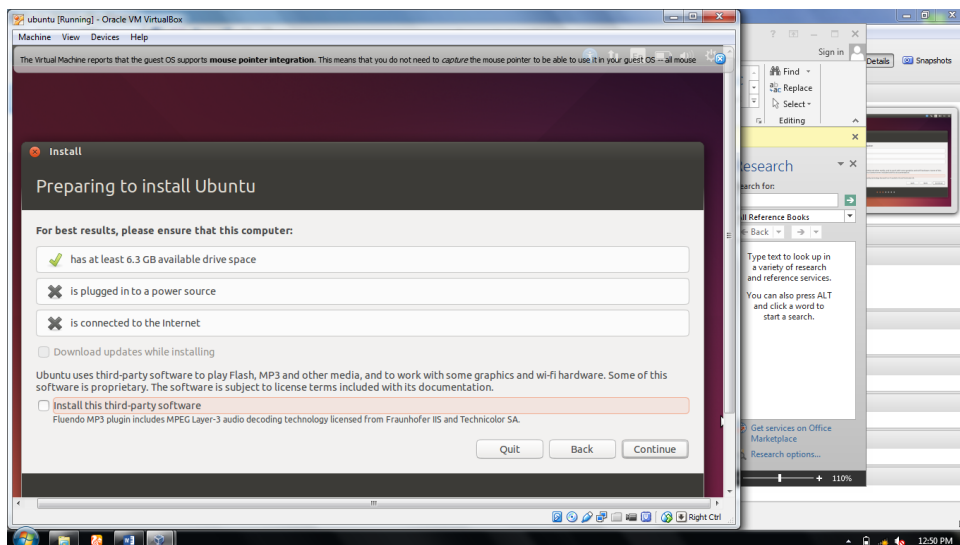 ubuntu [Running] - Oracle VM VirtualBox
Machine View Devices Help
The Virtual Machine reports that the guest OS supports mouse pointer integration. This means that you do not need to capture the mouse pointer to be able to use it in your guest OS -- all mouse
Install
Preparing to install Ubuntu
For best results, please ensure that this computer:
has at least 6.3 GB available drive space
is plugged in to a power source
is connected to the Internet
Download updates while installing
Ubuntu uses third-party software to play Flash, MP3 and other media, and to work with some graphics and wi-fi hardware. Some of this
software is proprietary. The software is subject to license terms included with its documentation.
Install this third-party software
Fluendo MP3 plugin includes MPEG Layer-3 audio decoding technology licensed from Fraunhofer IIS and Technicolor SA.
Quit Back Continue
Right Ctrl
Sign in
Find
Replace
Select
Editing
esearch
earch for:
ll Reference Books
Back
Type text to look up in
a variety of research
and reference services.
You can also press ALT
and click a word to
start a search.
Get services on Office
Marketplace
Research options...
110%
Details Snapshots
12:50 PM